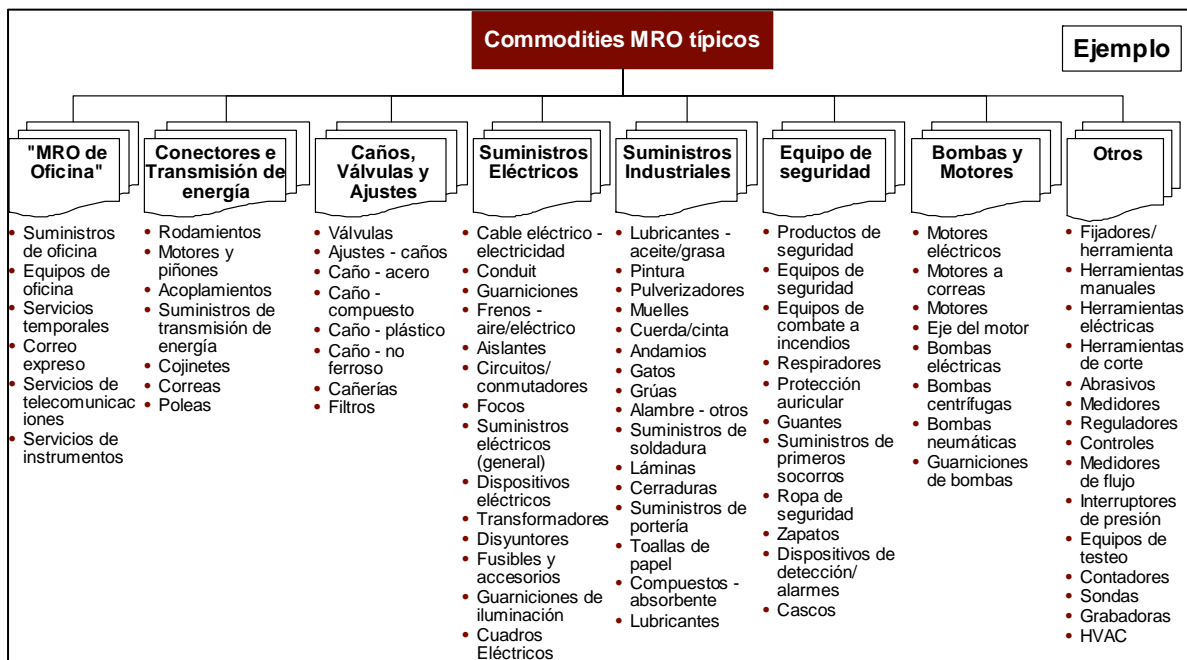 Commodities MRO típicos
Ejemplo
"MRO de
Oficina"
• Suministros
de oficina
• Equipos de
oficina
• Servicios
temporales
• Correo
expreso
• Servicios de
telecomunicac
iones
• Servicios de
instrumentos
Conectores e
Transmisión de
energía
• Rodamientos
• Motores y
piñones
• Acoplamientos
• Suministros de
transmisión de
energía
• Cojinetes
• Correas
• Poleas
Caños,
Válvulas y
Ajustes
• Válvulas
• Ajustes - caños
• Caño - acero
• Caño -
compuesto
• Caño - plástico
• Caño - no
ferroso
• Cañerías
• Filtros
Suministros
Eléctricos
• Cable eléctrico -
electricidad
• Conduit
• Guarniciones
• Frenos -
aire/eléctrico
• Aislantes
• Circuitos/
conmutadores
• Focos
• Suministros
eléctricos
(general)
• Dispositivos
eléctricos
• Transformadores
• Disyuntores
• Fusibles y
accesorios
• Guarniciones de
iluminación
• Cuadros
Eléctricos
Suministros
Industriales
• Lubricantes -
aceite/grasa
• Pintura
• Pulverizadores
• Muelles
• Cuerda/cinta
• Andamios
• Gatos
• Grúas
• Alambre - otros
• Suministros de
soldadura
• Láminas
• Cerraduras
• Suministros de
portería
• Toallas de
papel
• Compuestos -
absorbente
• Lubricantes
Equipo de
seguridad
• Productos de
seguridad
• Equipos de
seguridad
• Equipos de
combate a
incendios
• Respiradores
• Protección
auricular
• Guantes
• Suministros de
primeros
socorros
• Ropa de
seguridad
• Zapatos
• Dispositivos de
detección/
alarmes
• Cascos
Bombas y
Motores
• Motores
eléctricos
• Motores a
correas
• Motores
• Eje del motor
• Bombas
eléctricas
• Bombas
centrífugas
• Bombas
neumáticas
• Guarniciones
de bombas
Otros
• Fijadores/
herramienta
• Herramientas
manuales
• Herramientas
eléctricas
• Herramientas
de corte
• Abrasivos
• Medidores
• Reguladores
• Controles
• Medidores
de flujo
• Interruptores
de presión
• Equipos de
testeo
• Contadores
• Sondas
• Grabadoras
• HVAC